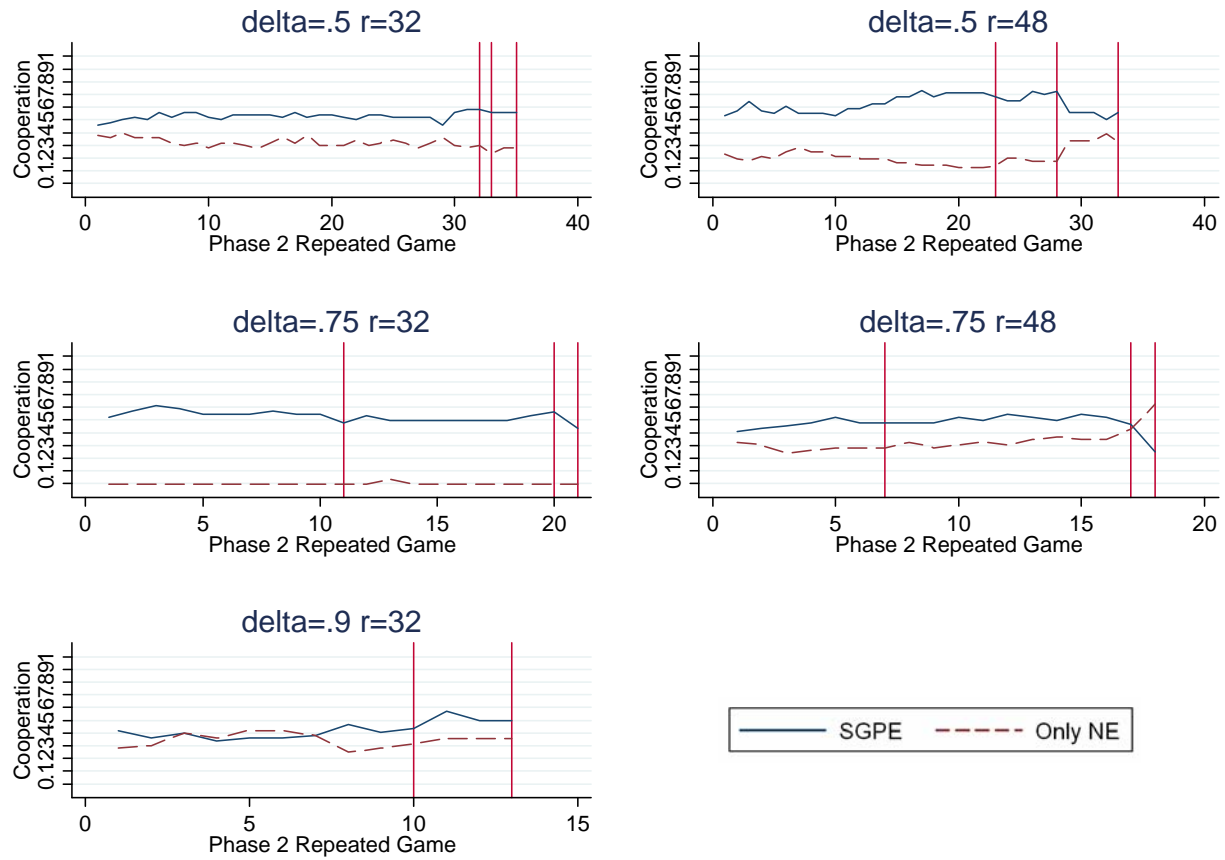 delta=.5 r=32
Cooperation
0.1234567891
0 10 20 30 40
Phase 2 Repeated Game
delta=.5 r=48
Cooperation
0.1234567891
0 10 20 30 40
Phase 2 Repeated Game
delta=.75 r=32
Cooperation
0.1234567891
0 5 10 15 20
Phase 2 Repeated Game
delta=.75 r=48
Cooperation
0.1234567891
0 5 10 15 20
Phase 2 Repeated Game
delta=.9 r=32
Cooperation
0.1234567891
0 5 10 15
Phase 2 Repeated Game
SGPE Only NE